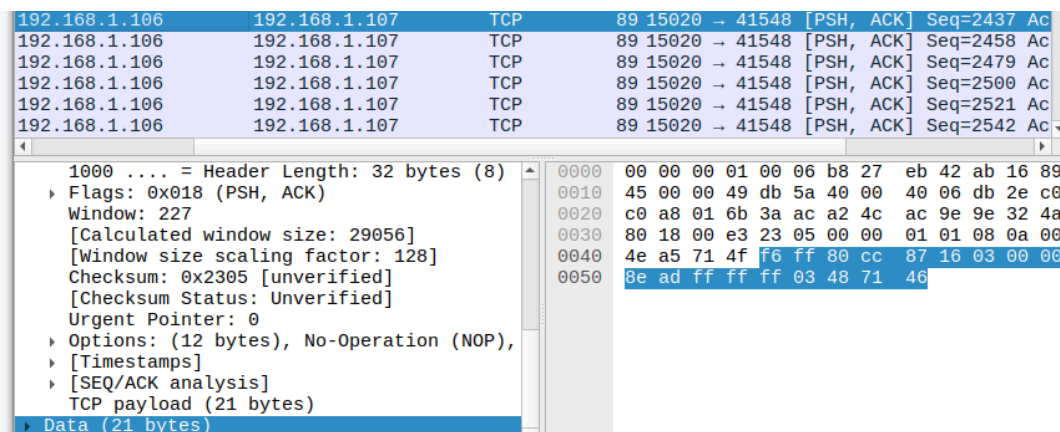 192.168.1.106 192.168.1.107 TCP 89 15020 → 41548 [PSH, ACK] Seq=2437 Ac
192.168.1.106 192.168.1.107 TCP 89 15020 → 41548 [PSH, ACK] Seq=2458 Ac
192.168.1.106 192.168.1.107 TCP 89 15020 → 41548 [PSH, ACK] Seq=2479 Ac
192.168.1.106 192.168.1.107 TCP 89 15020 → 41548 [PSH, ACK] Seq=2500 Ac
192.168.1.106 192.168.1.107 TCP 89 15020 → 41548 [PSH, ACK] Seq=2521 Ac
192.168.1.106 192.168.1.107 TCP 89 15020 → 41548 [PSH, ACK] Seq=2542 Ac
1000 .... = Header Length: 32 bytes (8)
Flags: 0x018 (PSH, ACK)
Window: 227
[Calculated window size: 29056]
[Window size scaling factor: 128]
Checksum: 0x2305 [unverified]
[Checksum Status: Unverified]
Urgent Pointer: 0
Options: (12 bytes), No-Operation (NOP),
[Timestamps]
[SEQ/ACK analysis]
TCP payload (21 bytes)
Data (21 bytes)
0000 00 00 00 01 00 06 b8 27 eb 42 ab 16 89
0010 45 00 00 49 db 5a 40 00 40 06 db 2e c0
0020 c0 a8 01 6b 3a ac a2 4c ac 9e 9e 32 4a
0030 80 18 00 e3 23 05 00 00 01 01 08 0a 00
0040 4e a5 71 4f f6 ff 80 cc 87 16 03 00 00
0050 8e ad ff ff ff 03 48 71 46